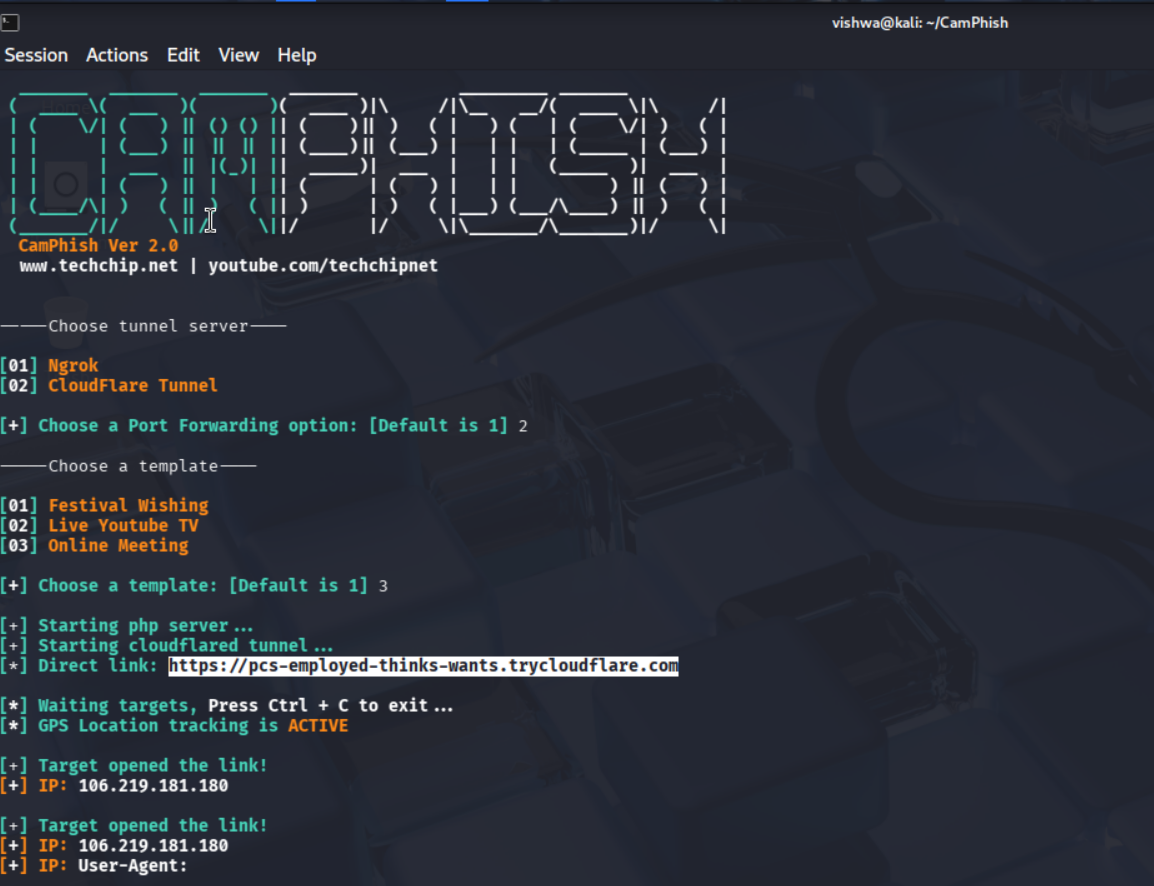 vishwa@kali: ~/CamPhish
Session Actions Edit View Help
CAMPHISH
CamPhish Ver 2.0
www.techchip.net | youtube.com/techchipnet
-----Choose tunnel server----
[01] Ngrok
[02] CloudFlare Tunnel
[+] Choose a Port Forwarding option: [Default is 1] 2
-----Choose a template----
[01] Festival Wishing
[02] Live Youtube TV
[03] Online Meeting
[+] Choose a template: [Default is 1] 3
[+] Starting php server...
[+] Starting cloudflared tunnel...
[*] Direct link: https://pcs-employed-thinks-wants.trycloudflare.com
[*] Waiting targets, Press Ctrl + C to exit...
[*] GPS Location tracking is ACTIVE
[+] Target opened the link!
[+] IP: 106.219.181.180
[+] Target opened the link!
[+] IP: 106.219.181.180
[+] IP: User-Agent: